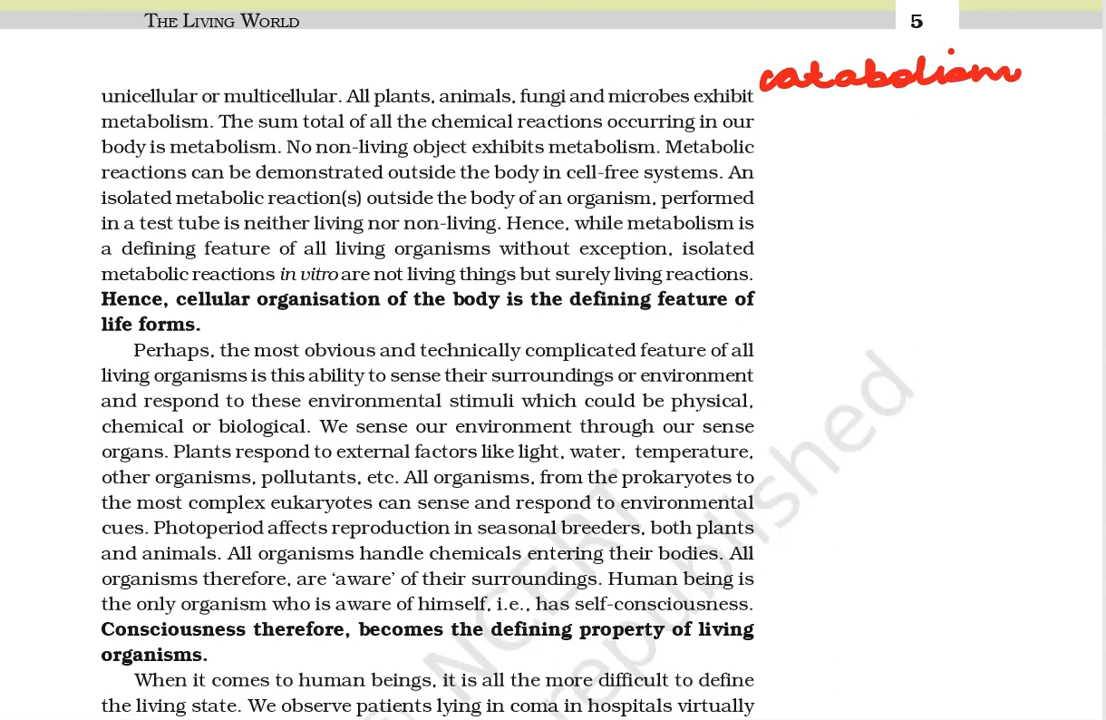 THE LIVING WORLD 5
catabolism
unicellular or multicellular. All plants, animals, fungi and microbes exhibit
metabolism. The sum total of all the chemical reactions occurring in our
body is metabolism. No non-living object exhibits metabolism. Metabolic
reactions can be demonstrated outside the body in cell-free systems. An
isolated metabolic reaction(s) outside the body of an organism, performed
in a test tube is neither living nor non-living. Hence, while metabolism is
a defining feature of all living organisms without exception, isolated
metabolic reactions in vitro are not living things but surely living reactions.
Hence, cellular organisation of the body is the defining feature of
life forms.
Perhaps, the most obvious and technically complicated feature of all
living organisms is this ability to sense their surroundings or environment
and respond to these environmental stimuli which could be physical,
chemical or biological. We sense our environment through our sense
organs. Plants respond to external factors like light, water, temperature,
other organisms, pollutants, etc. All organisms, from the prokaryotes to
the most complex eukaryotes can sense and respond to environmental
cues. Photoperiod affects reproduction in seasonal breeders, both plants
and animals. All organisms handle chemicals entering their bodies. All
organisms therefore, are ‘aware’ of their surroundings. Human being is
the only organism who is aware of himself, i.e., has self-consciousness.
Consciousness therefore, becomes the defining property of living
organisms.
When it comes to human beings, it is all the more difficult to define
the living state. We observe patients lying in coma in hospitals virtually
NCERT
republished